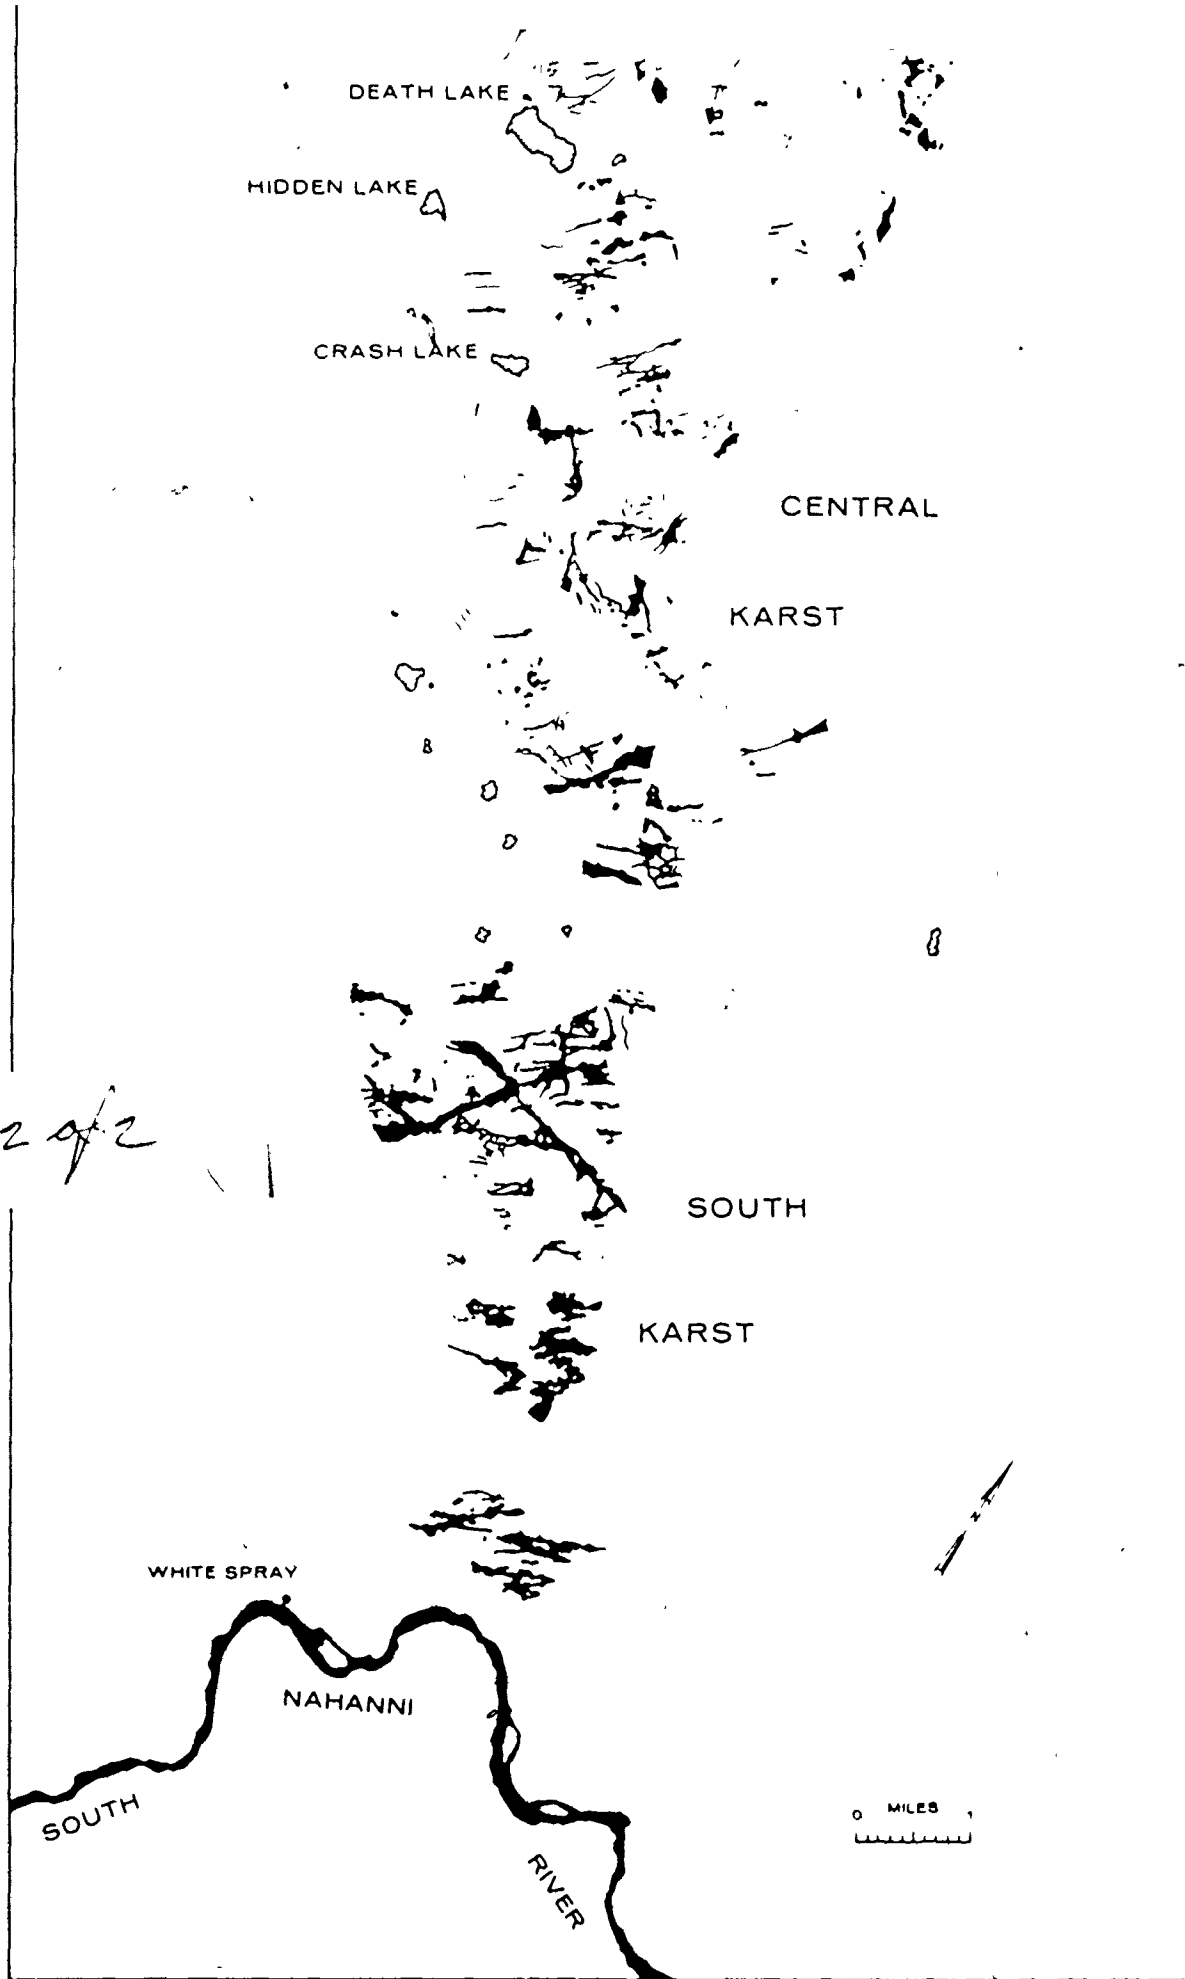 DEATH LAKE
HIDDEN LAKE
CRASH LAKE
CENTRAL
KARST
2 of 2
SOUTH
KARST
N
WHITE SPRAY
NAHANNI
SOUTH
0 MILES 1
RIVER